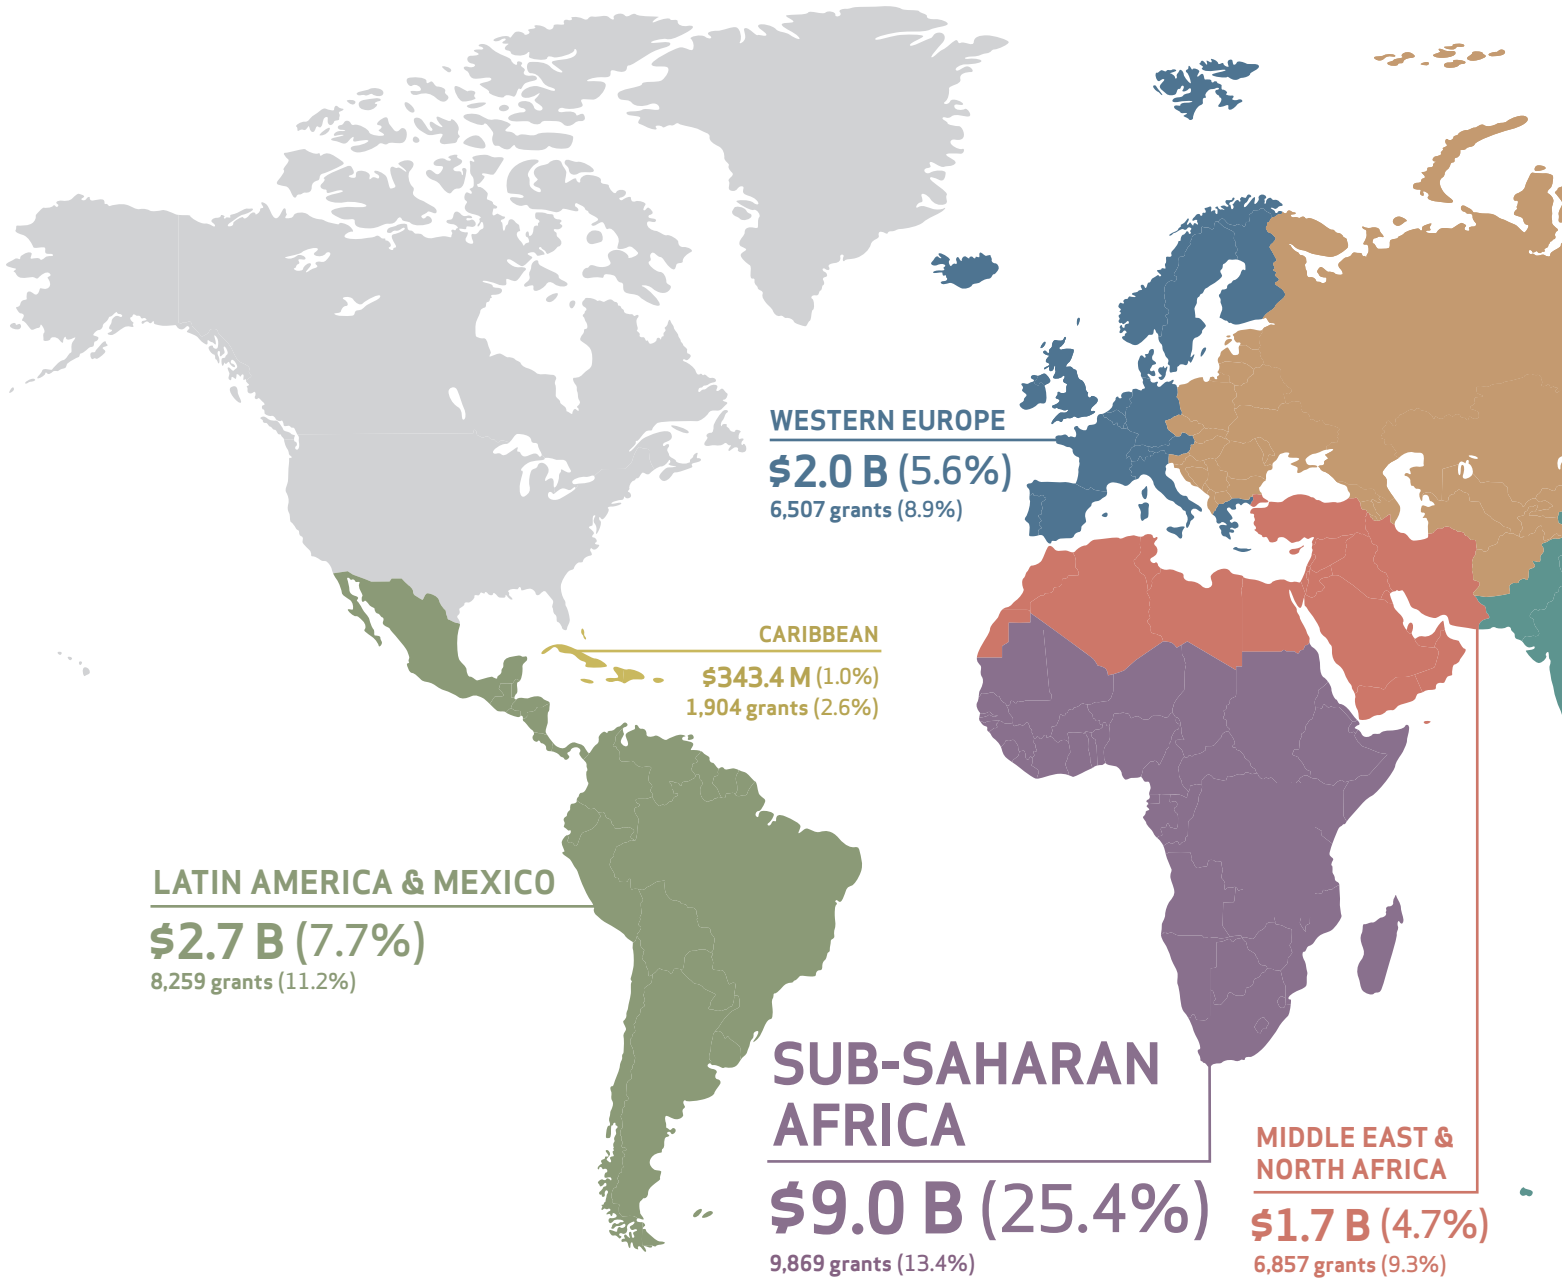 WESTERN EUROPE
$2.0 B (5.6%)
6,507 grants (8.9%)
CARIBBEAN
$343.4 M (1.0%)
1,904 grants (2.6%)
LATIN AMERICA & MEXICO
$2.7 B (7.7%)
8,259 grants (11.2%)
SUB-SAHARAN
AFRICA
$9.0 B (25.4%)
9,869 grants (13.4%)
MIDDLE EAST &
NORTH AFRICA
$1.7 B (4.7%)
6,857 grants (9.3%)